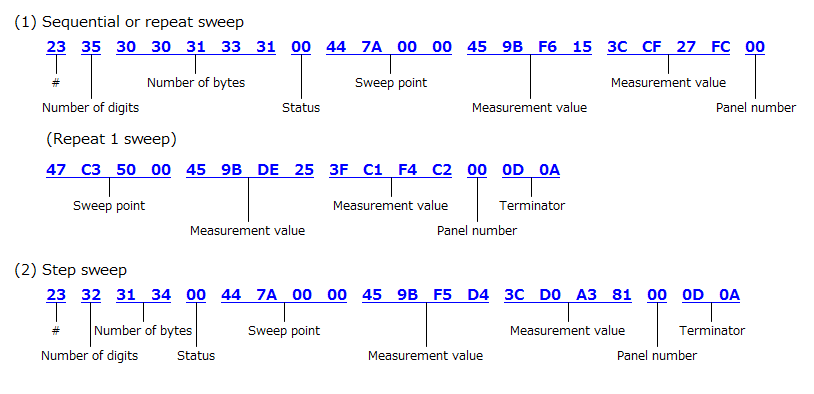 (1) Sequential or repeat sweep
23 35 30 30 31 33 31 00 44 7A 00 00 45 9B F6 15 3C CF 27 FC 00
# Number of bytes Sweep point Measurement value
Number of digits Status Measurement value Panel number
(Repeat 1 sweep)
47 C3 50 00 45 9B DE 25 3F C1 F4 C2 00 0D 0A
Sweep point Measurement value Terminator
Measurement value Panel number
(2) Step sweep
23 32 31 34 00 44 7A 00 00 45 9B F5 D4 3C D0 A3 81 00 0D 0A
# Number of bytes Sweep point Measurement value Terminator
Number of digits Status Measurement value Panel number